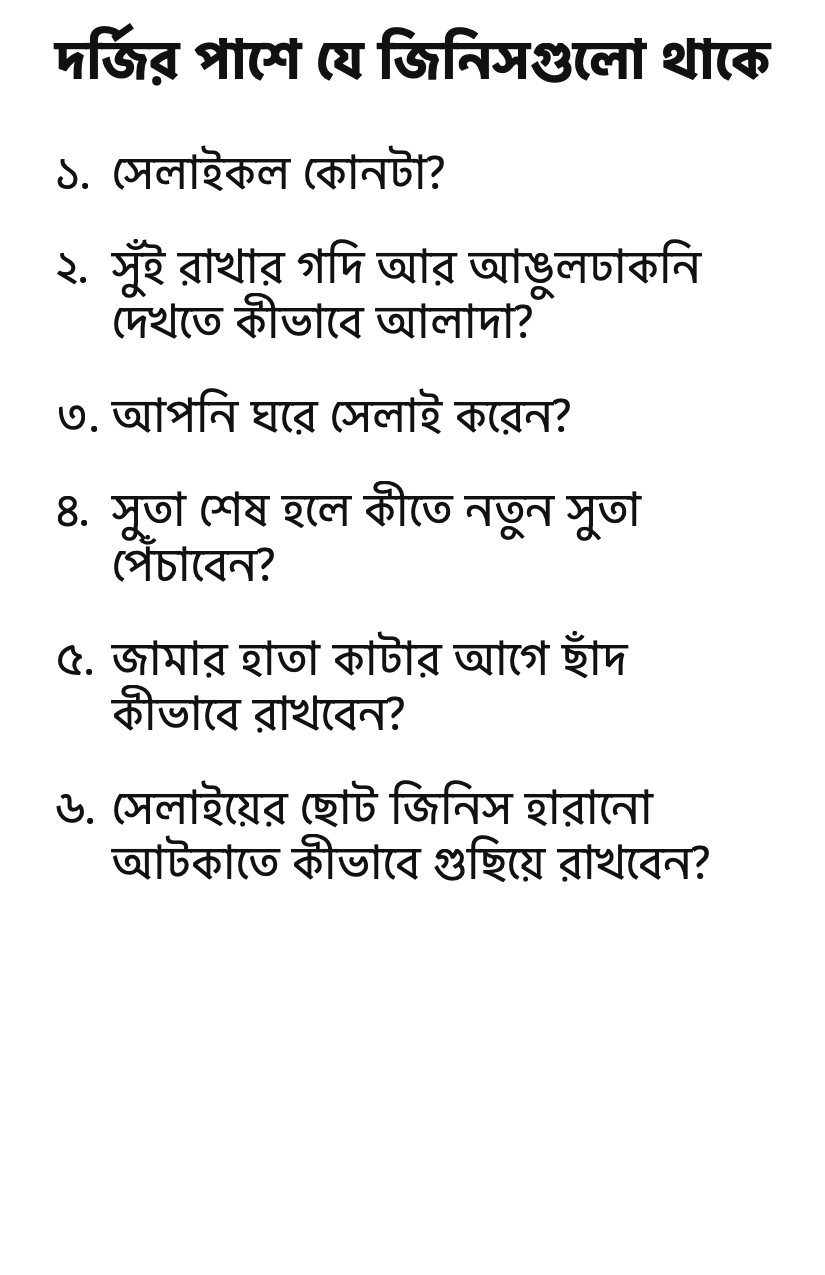 দর্জির পাশে যে জিনিসগুলো থাকে
১. সেলাইকল কোনটা?
২. সুঁই রাখার গদি আর আঙুলঢাকনি
দেখতে কীভাবে আলাদা?
৩. আপনি ঘরে সেলাই করেন?
৪. সুতা শেষ হলে কীতে নতুন সুতা
পেঁচাবেন?
৫. জামার হাতা কাটার আগে ছাঁদ
কীভাবে রাখবেন?
৬. সেলাইয়ের ছোট জিনিস হারানো
আটকাতে কীভাবে গুছিয়ে রাখবেন?